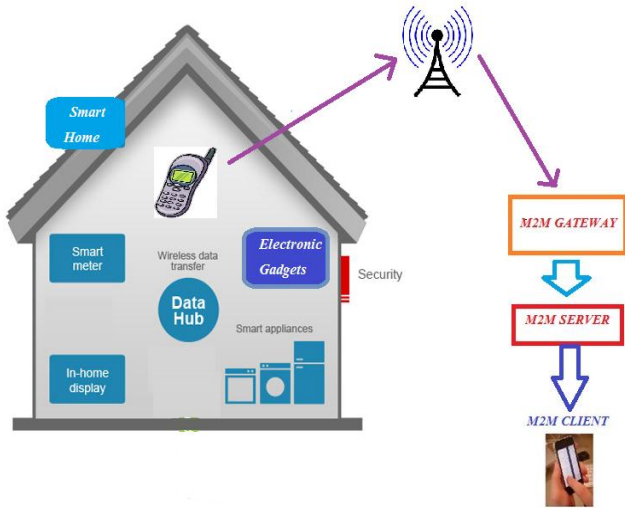 Smart
Home
Smart
meter
Wireless data
transfer
Electronic
Gadgets
Security
Data
Hub
Smart appliances
In-home
display
M2M GATEWAY
M2M SERVER
M2M CLIENT